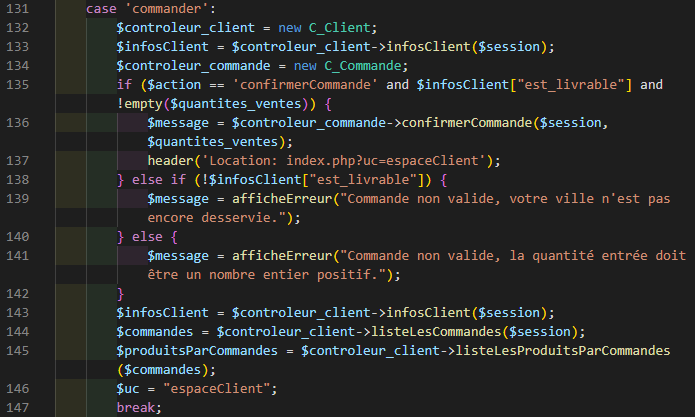 131 case 'commander':
132 $controleur_client = new C_Client;
133 $infosClient = $controleur_client->infosClient($session);
134 $controleur_commande = new C_Commande;
135 if ($action == 'confirmerCommande' and $infosClient["est_livrable"] and
!empty($quantites_ventes)) {
136 $message = $controleur_commande->confirmerCommande($session,
$quantites_ventes);
137 header('Location: index.php?uc=espaceClient');
138 } else if (!$infosClient["est_livrable"]) {
139 $message = afficheErreur("Commande non valide, votre ville n'est pas
encore desservie.");
140 } else {
141 $message = afficheErreur("Commande non valide, la quantité entrée doit
être un nombre entier positif.");
142 }
143 $infosClient = $controleur_client->infosClient($session);
144 $commandes = $controleur_client->listeLesCommandes($session);
145 $produitsParCommandes = $controleur_client->listeLesProduitsParCommandes
($commandes);
146 $uc = "espaceClient";
147 break;